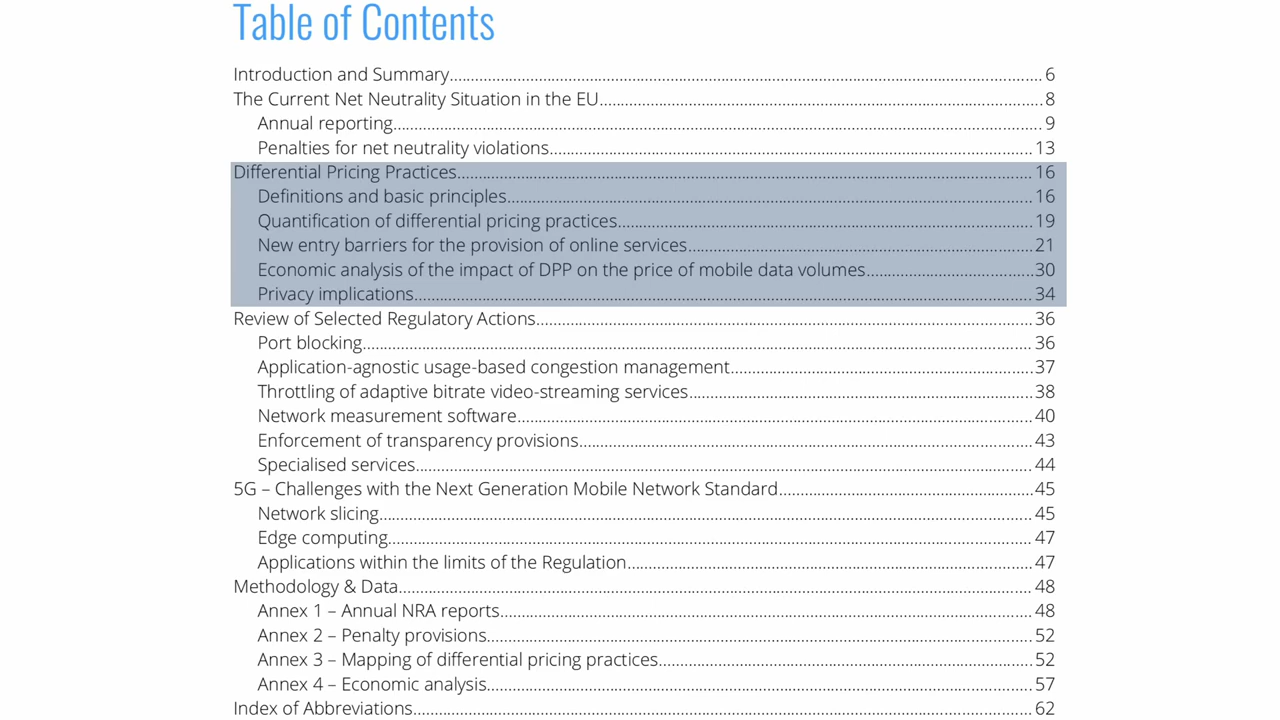 Table of Contents
Introduction and Summary 6
The Current Net Neutrality Situation in the EU 8
Annual reporting 9
Penalties for net neutrality violations 13
Differential Pricing Practices 16
Definitions and basic principles 16
Quantification of differential pricing practices 19
New entry barriers for the provision of online services 21
Economic analysis of the impact of DPP on the price of mobile data volumes 30
Privacy implications 34
Review of Selected Regulatory Actions 36
Port blocking 36
Application-agnostic usage-based congestion management 37
Throttling of adaptive bitrate video-streaming services 38
Network measurement software 40
Enforcement of transparency provisions 43
Specialised services 44
5G – Challenges with the Next Generation Mobile Network Standard 45
Network slicing 45
Edge computing 47
Applications within the limits of the Regulation 47
Methodology & Data 48
Annex 1 – Annual NRA reports 48
Annex 2 – Penalty provisions 52
Annex 3 – Mapping of differential pricing practices 52
Annex 4 – Economic analysis 57
Index of Abbreviations 62